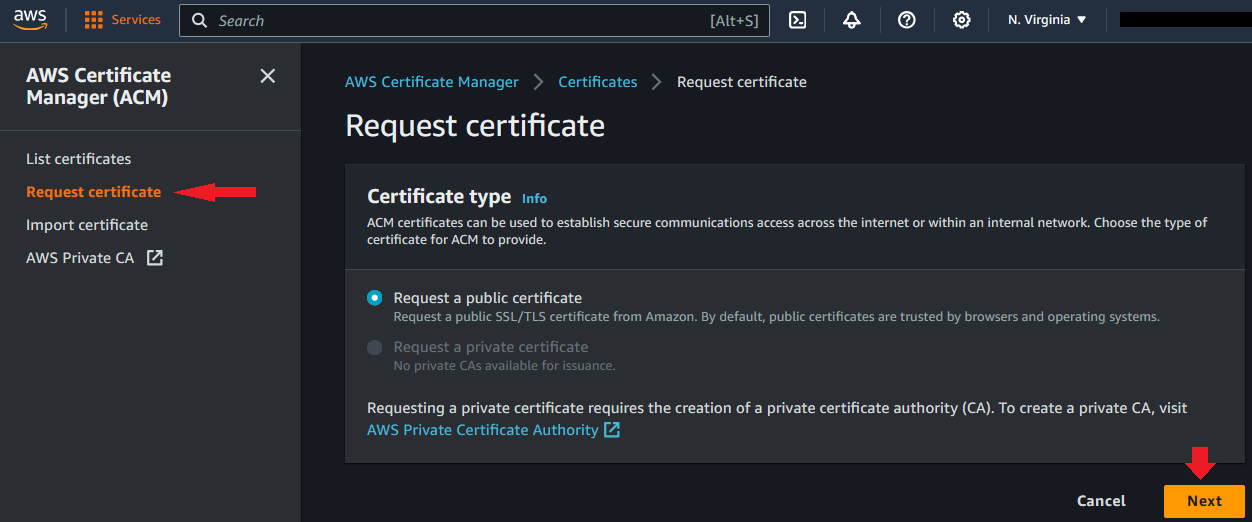 aws
Services
Search
[Alt+S]
N. Virginia
AWS Certificate
Manager (ACM)
List certificates
Request certificate
Import certificate
AWS Private CA
AWS Certificate Manager
Certificates
Request certificate
Request certificate
Certificate type Info
ACM certificates can be used to establish secure communications access across the internet or within an internal network. Choose the type of
certificate for ACM to provide.
Request a public certificate
Request a public SSL/TLS certificate from Amazon. By default, public certificates are trusted by browsers and operating systems.
Request a private certificate
No private CAs available for issuance.
Requesting a private certificate requires the creation of a private certificate authority (CA). To create a private CA, visit
AWS Private Certificate Authority
Cancel
Next